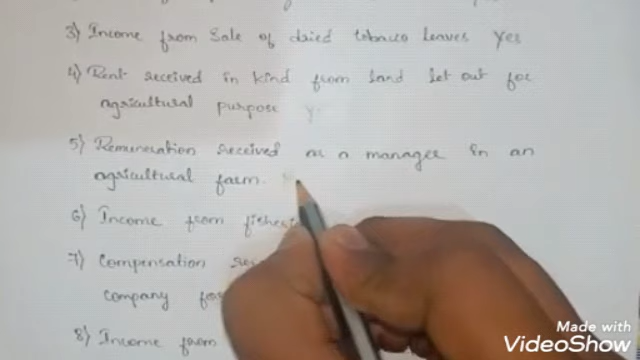 3) Income from Sale of dried tobacco leaves Yes
4) Rent received in kind from land let out for
agricultural purpose Y
5) Remuneration received as a manager in an
agricultural farm.
6) Income from
7) Compensation
company
8) Income from
Made with
VideoShow